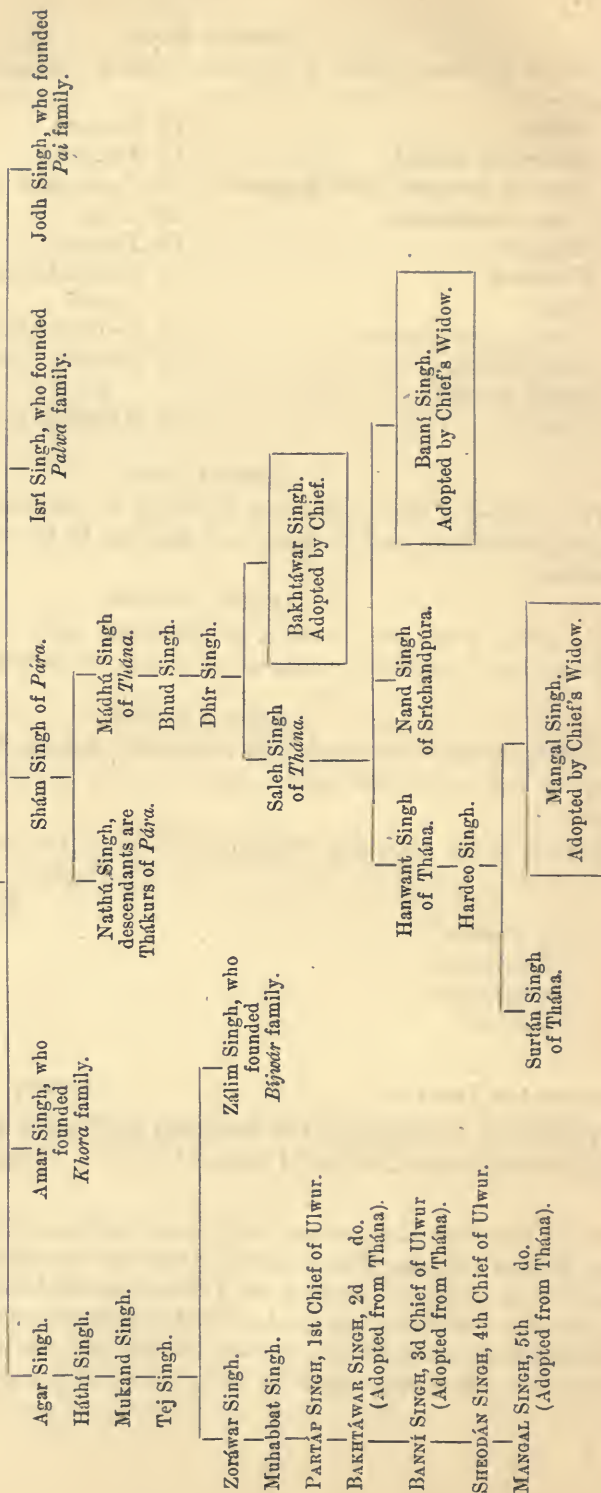 Agar Singh.
Háthí Singh.
Mukand Singh.
Tej Singh.
Amar Singh, who
founded
Khora family.
Shám Singh of Pára.
Isrí Singh, who founded
Palwa family.
Jodh Singh, who founded
Pai family.
Nathú Singh,
descendants are
Thákurs of Pára.
Mádhú Singh
of Thána.
Bhud Singh.
Dhír Singh.
Zoráwar Singh.
Zálim Singh, who
founded
Bijwár family.
Saleh Singh
of Thána.
Bakhtáwar Singh.
Adopted by Chief.
Muhabbat Singh.
PARTÁP SINGH, 1st Chief of Ulwur.
BAKHTÁWAR SINGH, 2d do.
(Adopted from Thána).
BANNÍ SINGH, 3d Chief of Ulwur
(Adopted from Thána).
SHEODÁN SINGH, 4th Chief of Ulwur.
MANGAL SINGH, 5th do.
(Adopted from Thána).
Hanwant Singh
of Thána.
Nand Singh
of Sríchandpúra.
Banní Singh.
Adopted by Chief's Widow.
Hardeo Singh.
Surtán Singh
of Thána.
Mangal Singh.
Adopted by Chief's Widow.